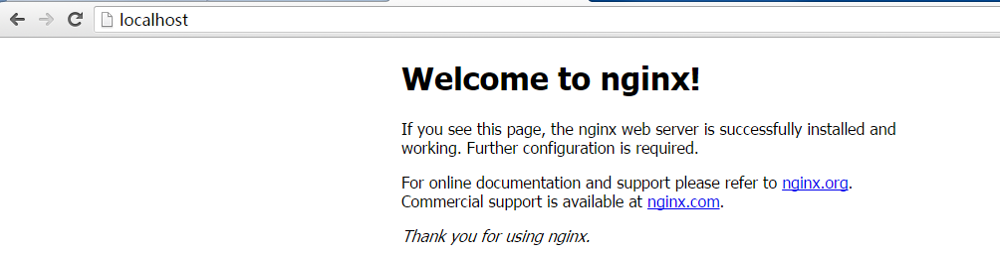 localhost
Welcome to nginx!
If you see this page, the nginx web server is successfully installed and
working. Further configuration is required.
For online documentation and support please refer to nginx.org.
Commercial support is available at nginx.com.
Thank you for using nginx.